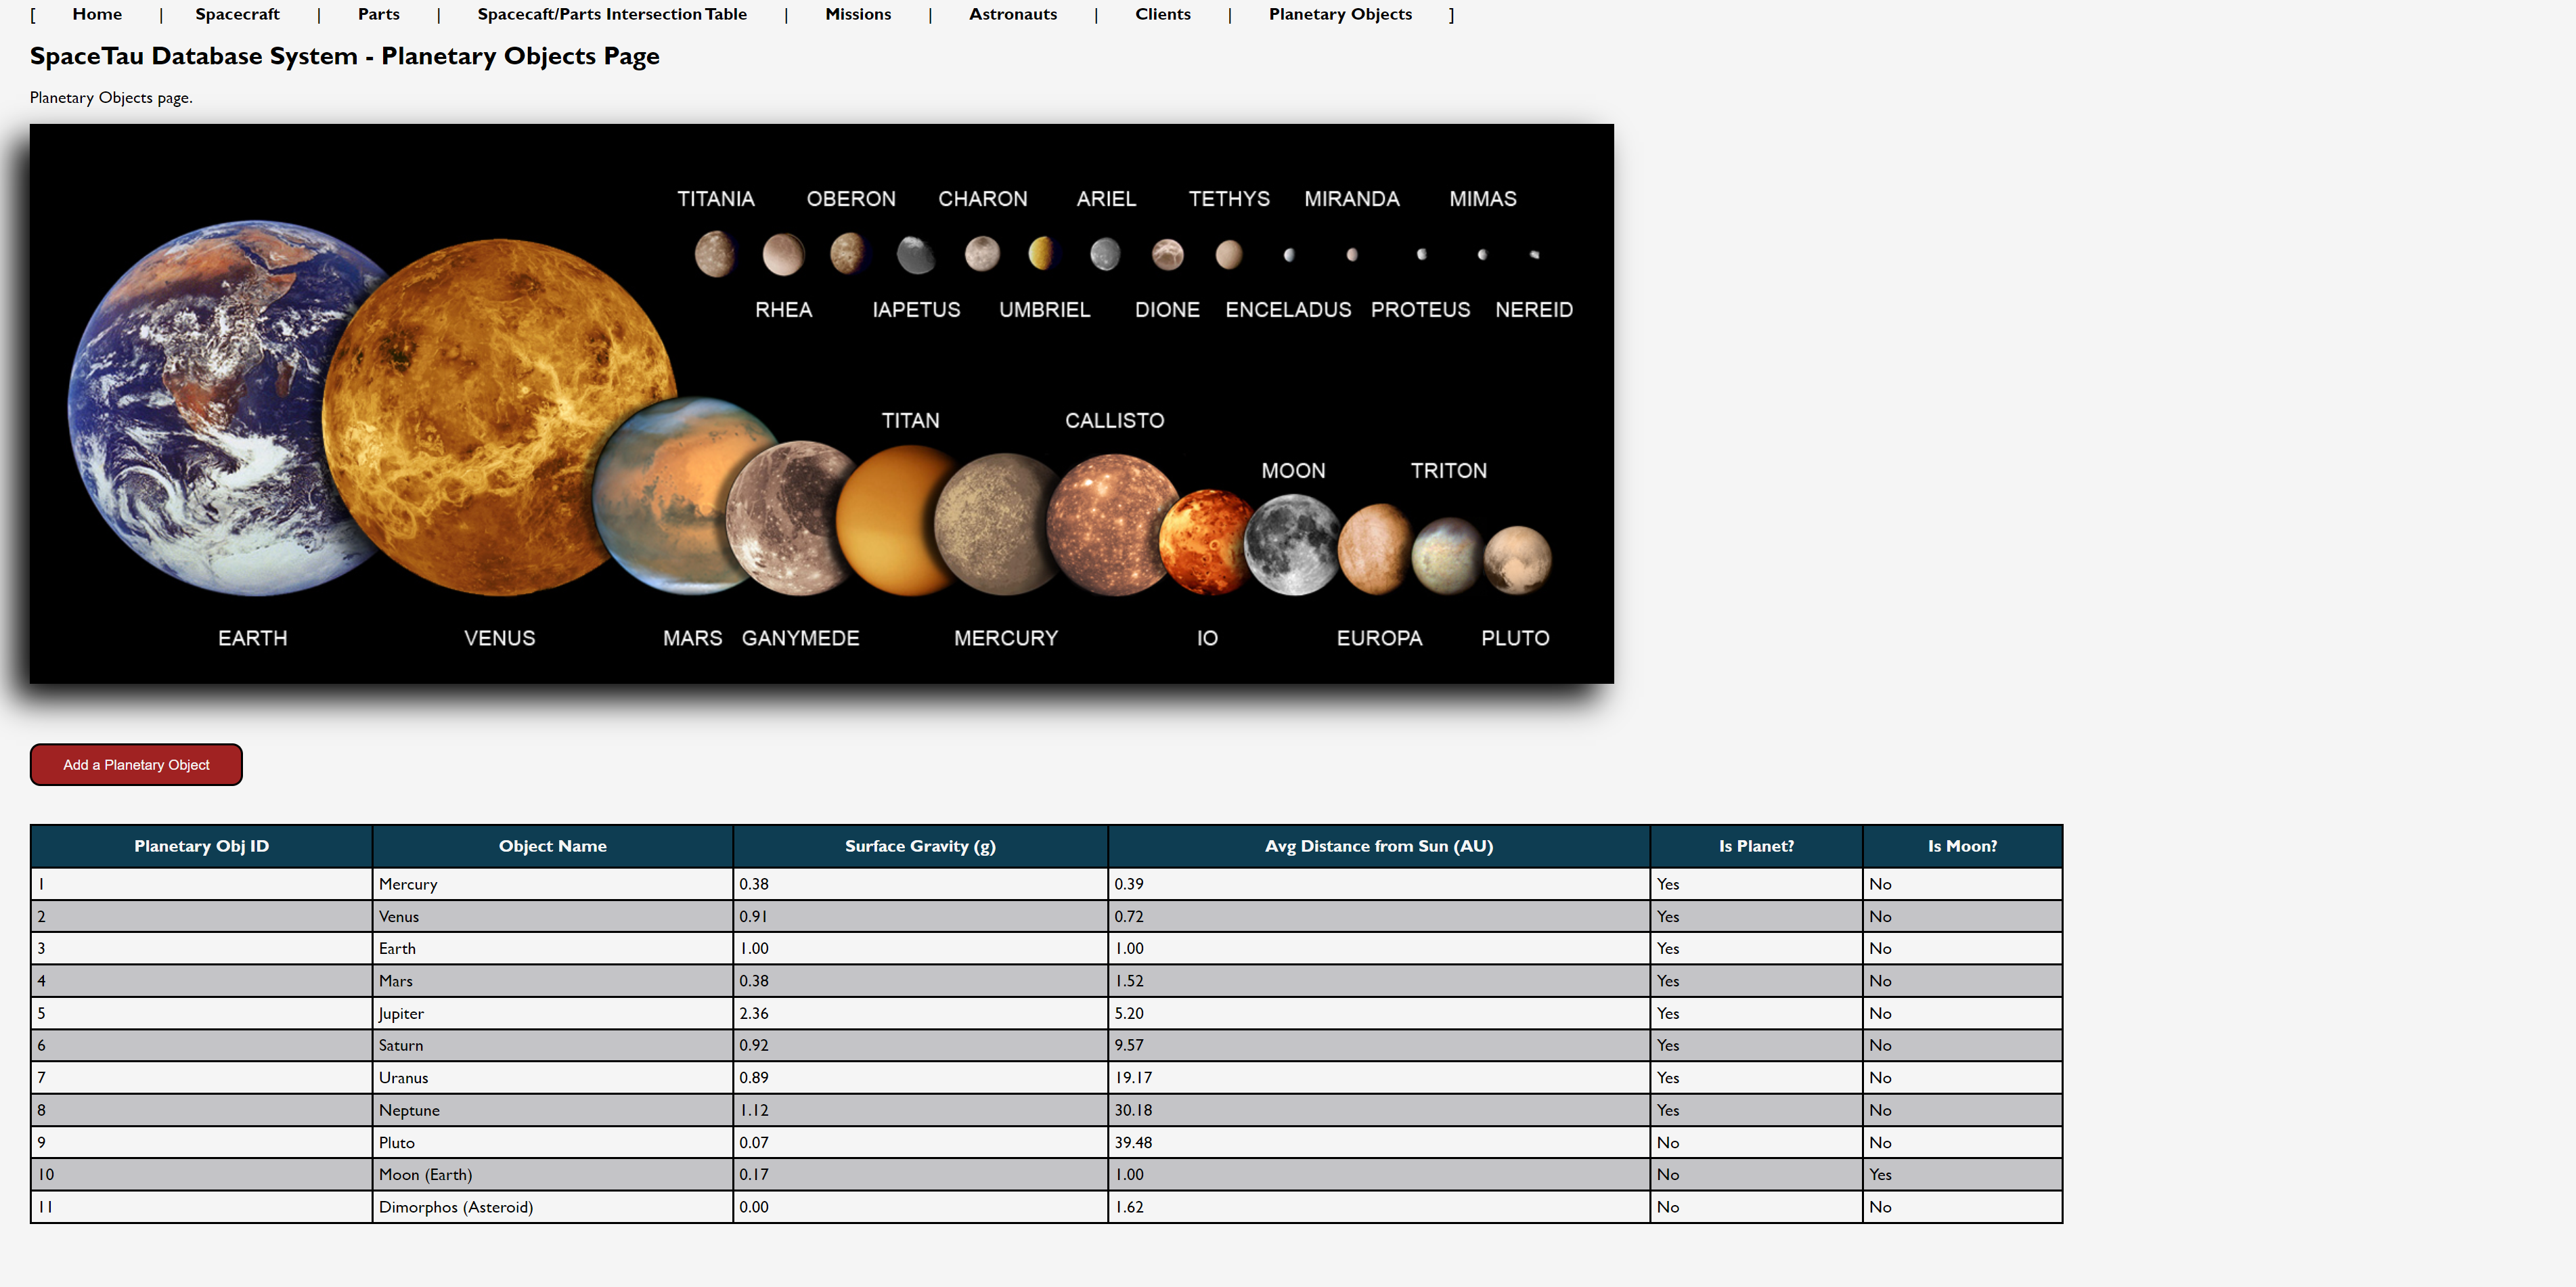 [ Home | Spacecraft | Parts | Spacecaft/Parts Intersection Table | Missions | Astronauts | Clients | Planetary Objects ]
SpaceTau Database System - Planetary Objects Page
Planetary Objects page.
TITANIA OBERON CHARON ARIEL TETHYS MIRANDA MIMAS
RHEA IAPETUS UMBRIEL DIONE ENCELADUS PROTEUS NEREID
TITAN CALLISTO
MOON TRITON
EARTH VENUS MARS GANYMEDE MERCURY IO EUROPA PLUTO
Add a Planetary Object
Planetary Obj ID Object Name Surface Gravity (g) Avg Distance from Sun (AU) Is Planet? Is Moon?
1 Mercury 0.38 0.39 Yes No
2 Venus 0.91 0.72 Yes No
3 Earth 1.00 1.00 Yes No
4 Mars 0.38 1.52 Yes No
5 Jupiter 2.36 5.20 Yes No
6 Saturn 0.92 9.57 Yes No
7 Uranus 0.89 19.17 Yes No
8 Neptune 1.12 30.18 Yes No
9 Pluto 0.07 39.48 No No
10 Moon (Earth) 0.17 1.00 No Yes
11 Dimorphos (Asteroid) 0.00 1.62 No No